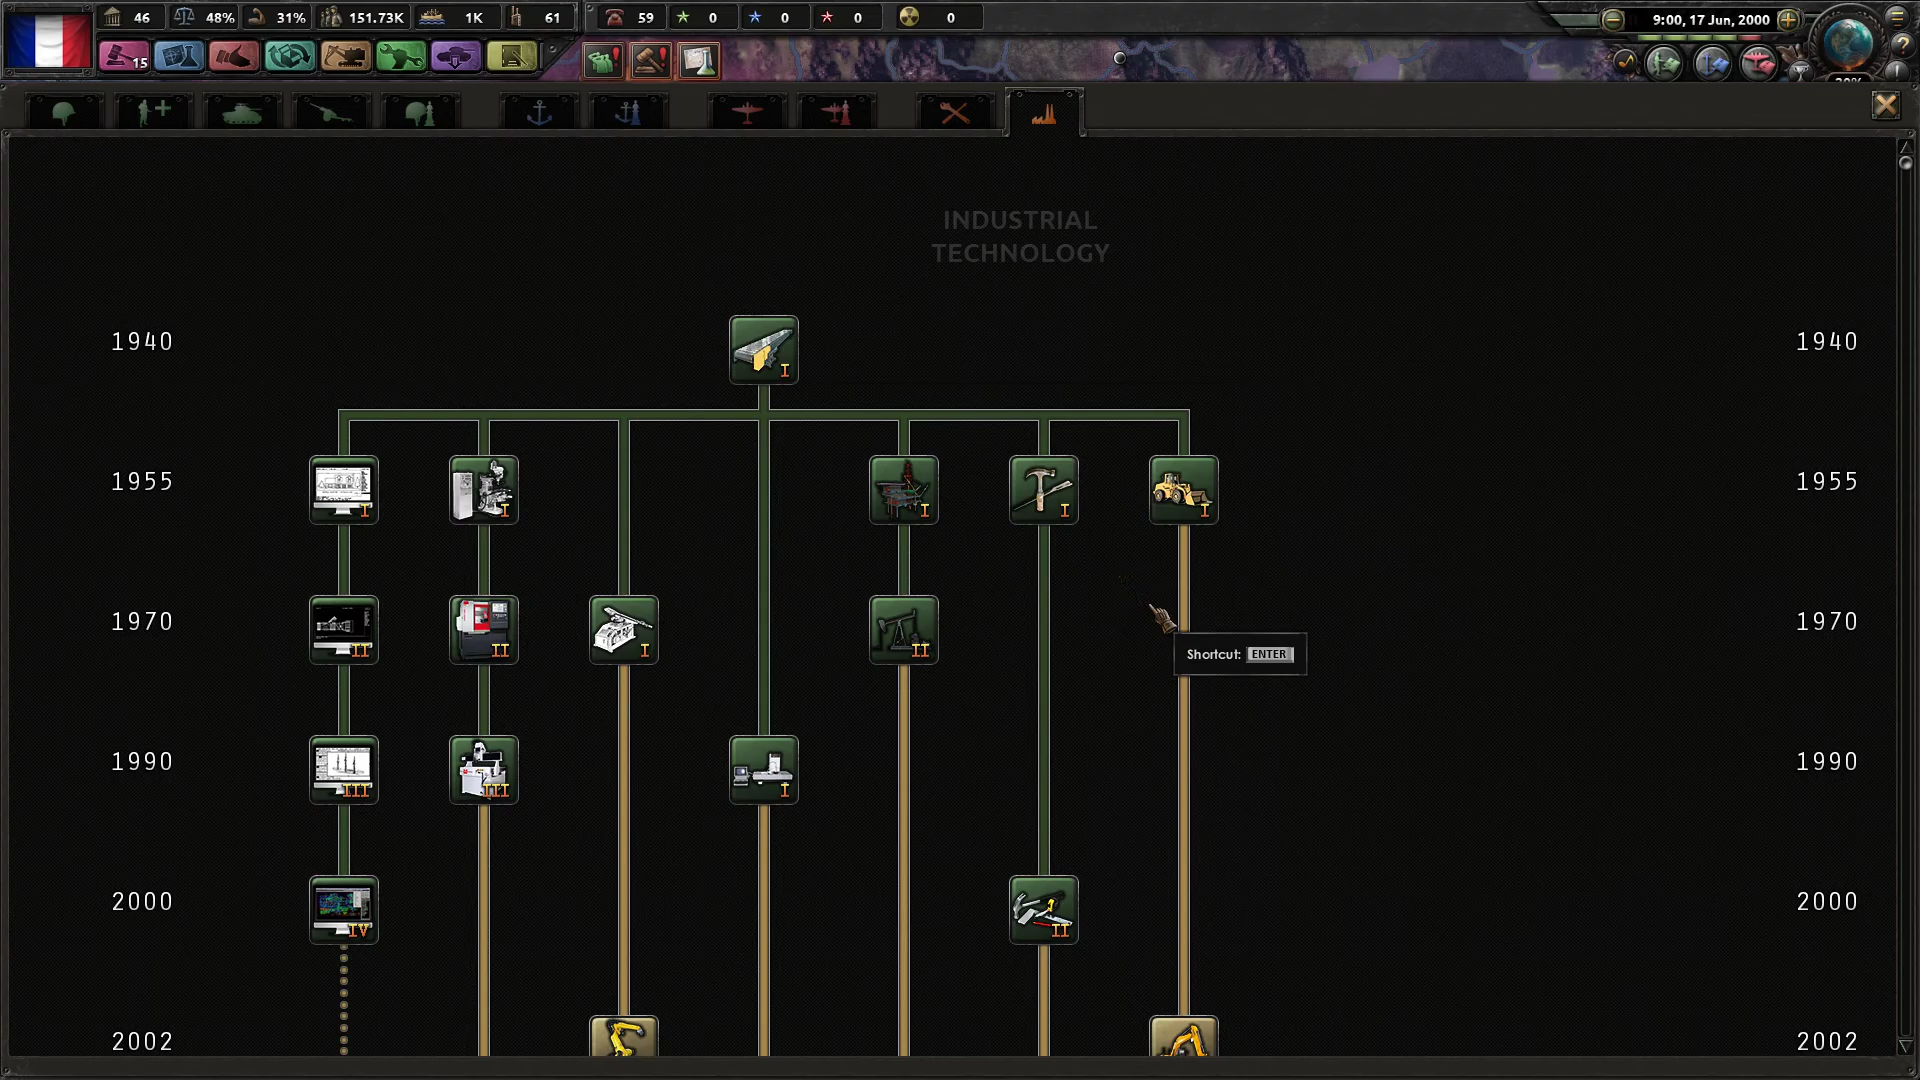 46 48% 31% 151.73K 1K 61 59 0 0 0 0 9:00, 17 Jun, 2000
15
INDUSTRIAL
TECHNOLOGY
1940 I 1940
1955 I I I I I 1955
1970 II II I II 1970
Shortcut: ENTER
1990 III III I 1990
2000 IV II 2000
2002 2002